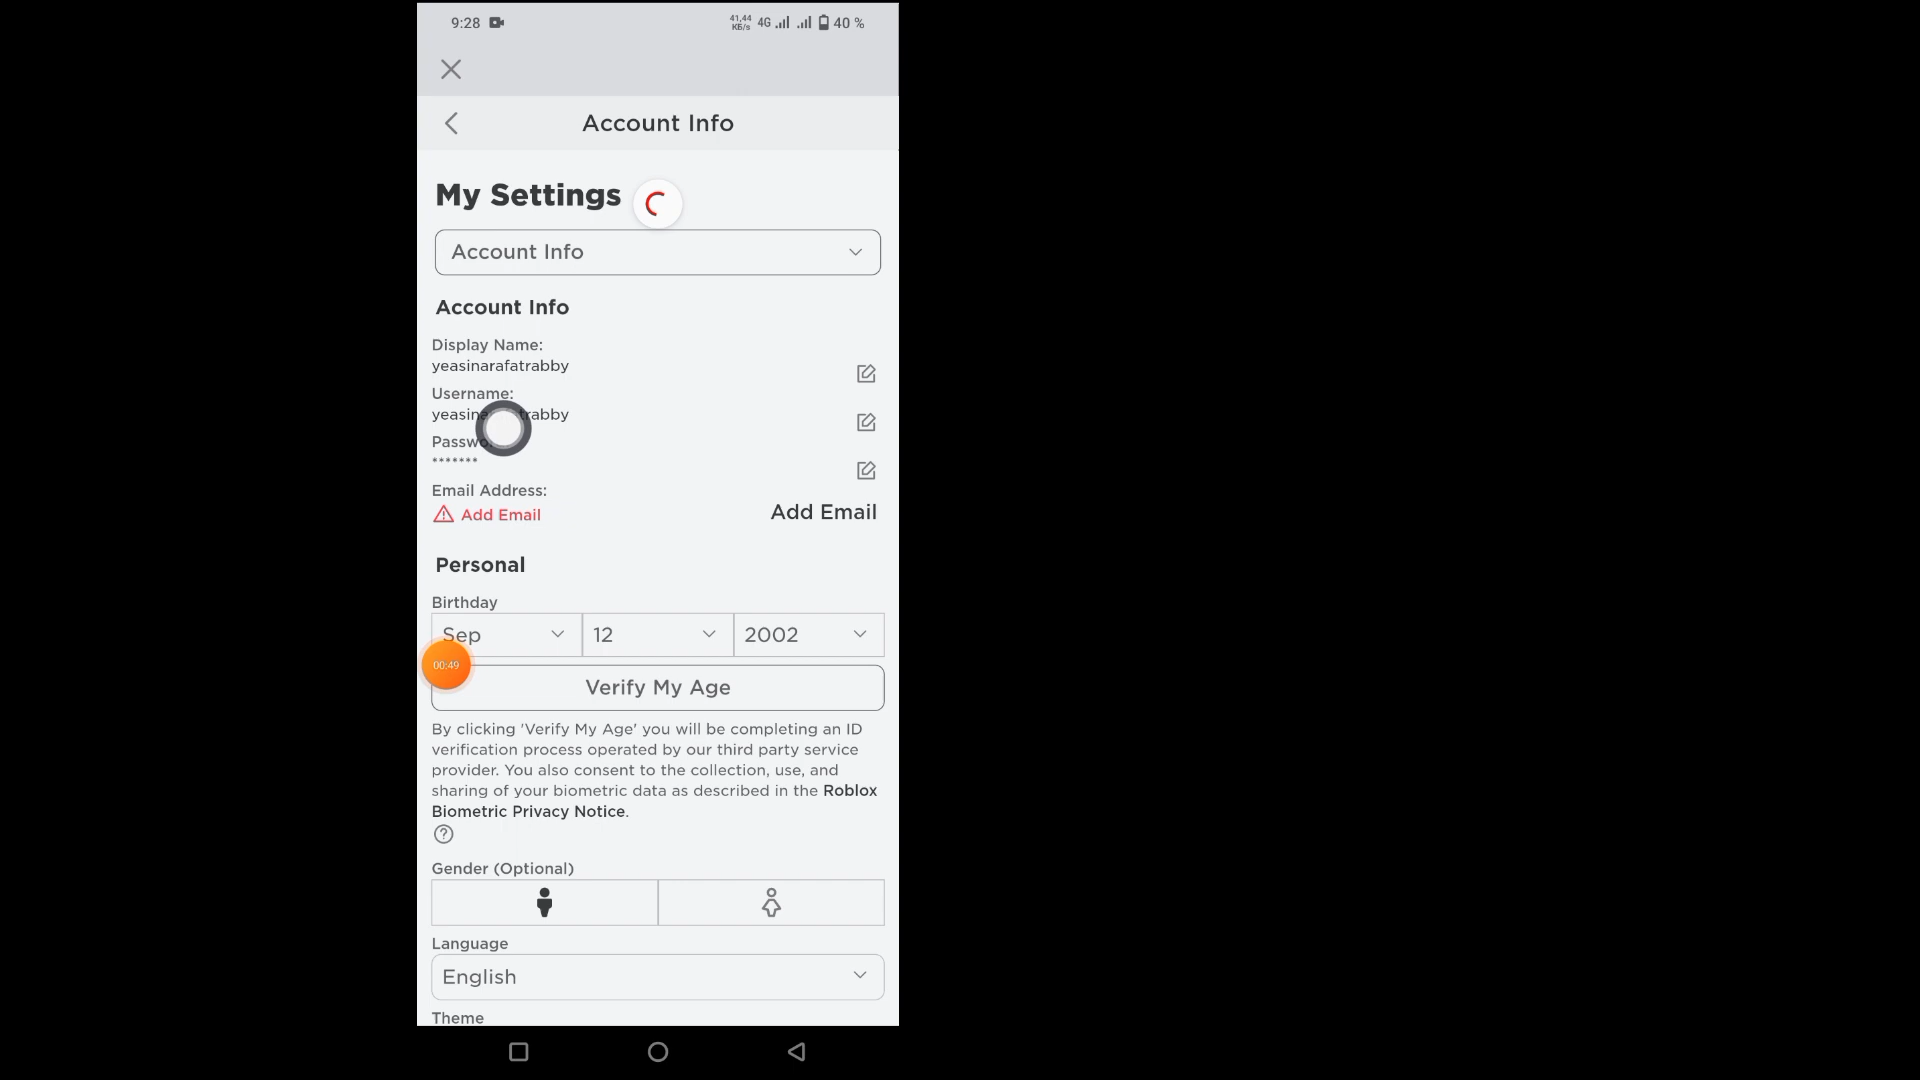 9:28 41,44 КБ/s 4G 40 %
Account Info
My Settings
Account Info
Account Info
Display Name:
yeasinarafatrabby
Username:
*******
Email Address:
Add Email Add Email
Personal
Birthday
Sep 12 2002
00:49
Verify My Age
By clicking 'Verify My Age' you will be completing an ID
verification process operated by our third party service
provider. You also consent to the collection, use, and
sharing of your biometric data as described in the Roblox
Biometric Privacy Notice.
Gender (Optional)
Language
English
Theme